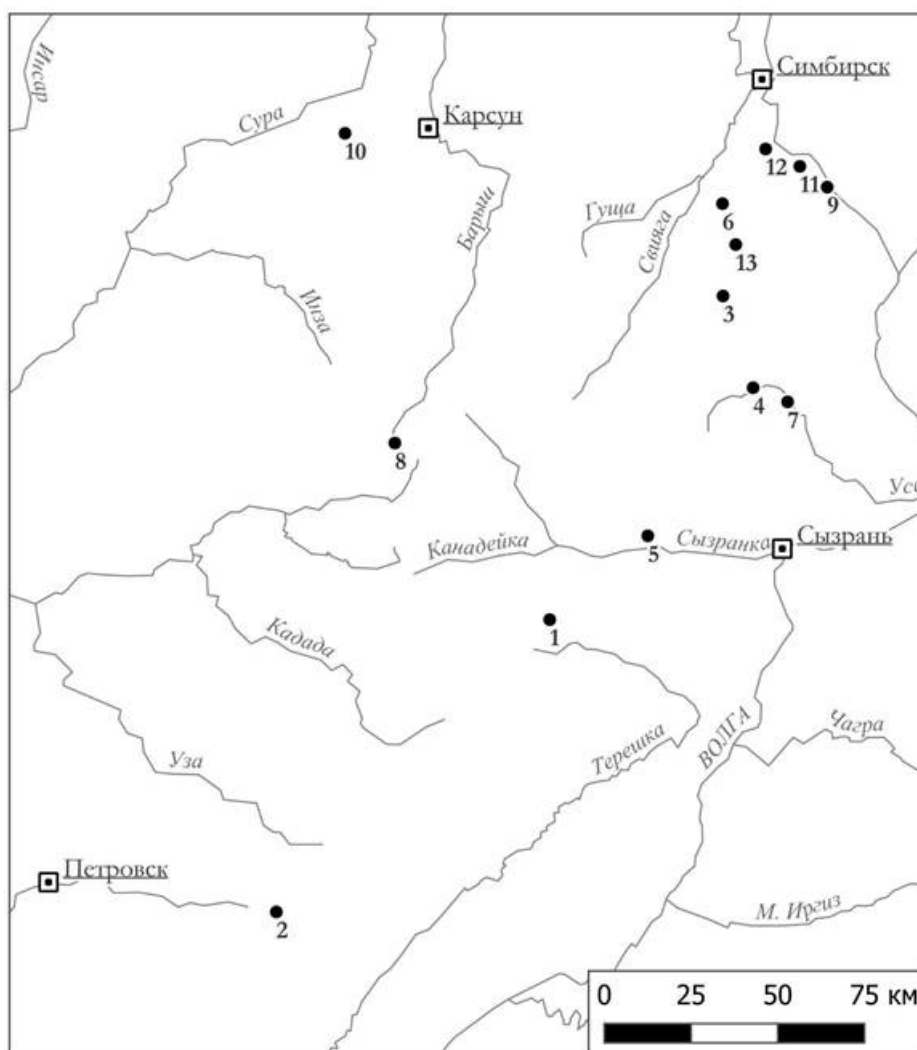 Симбирск
Инсар
Сура
Карсун
10
12
11
9
Барыш
Гуща
6
Свияга
13
Инза
3
4
7
8
Усо
Канадейка
5
Сызранка
Сызрань
1
Кадада
ВОЛГА
Чагра
Терешка
Уза
Петровск
М. Иргиз
2
0 25 50 75 км